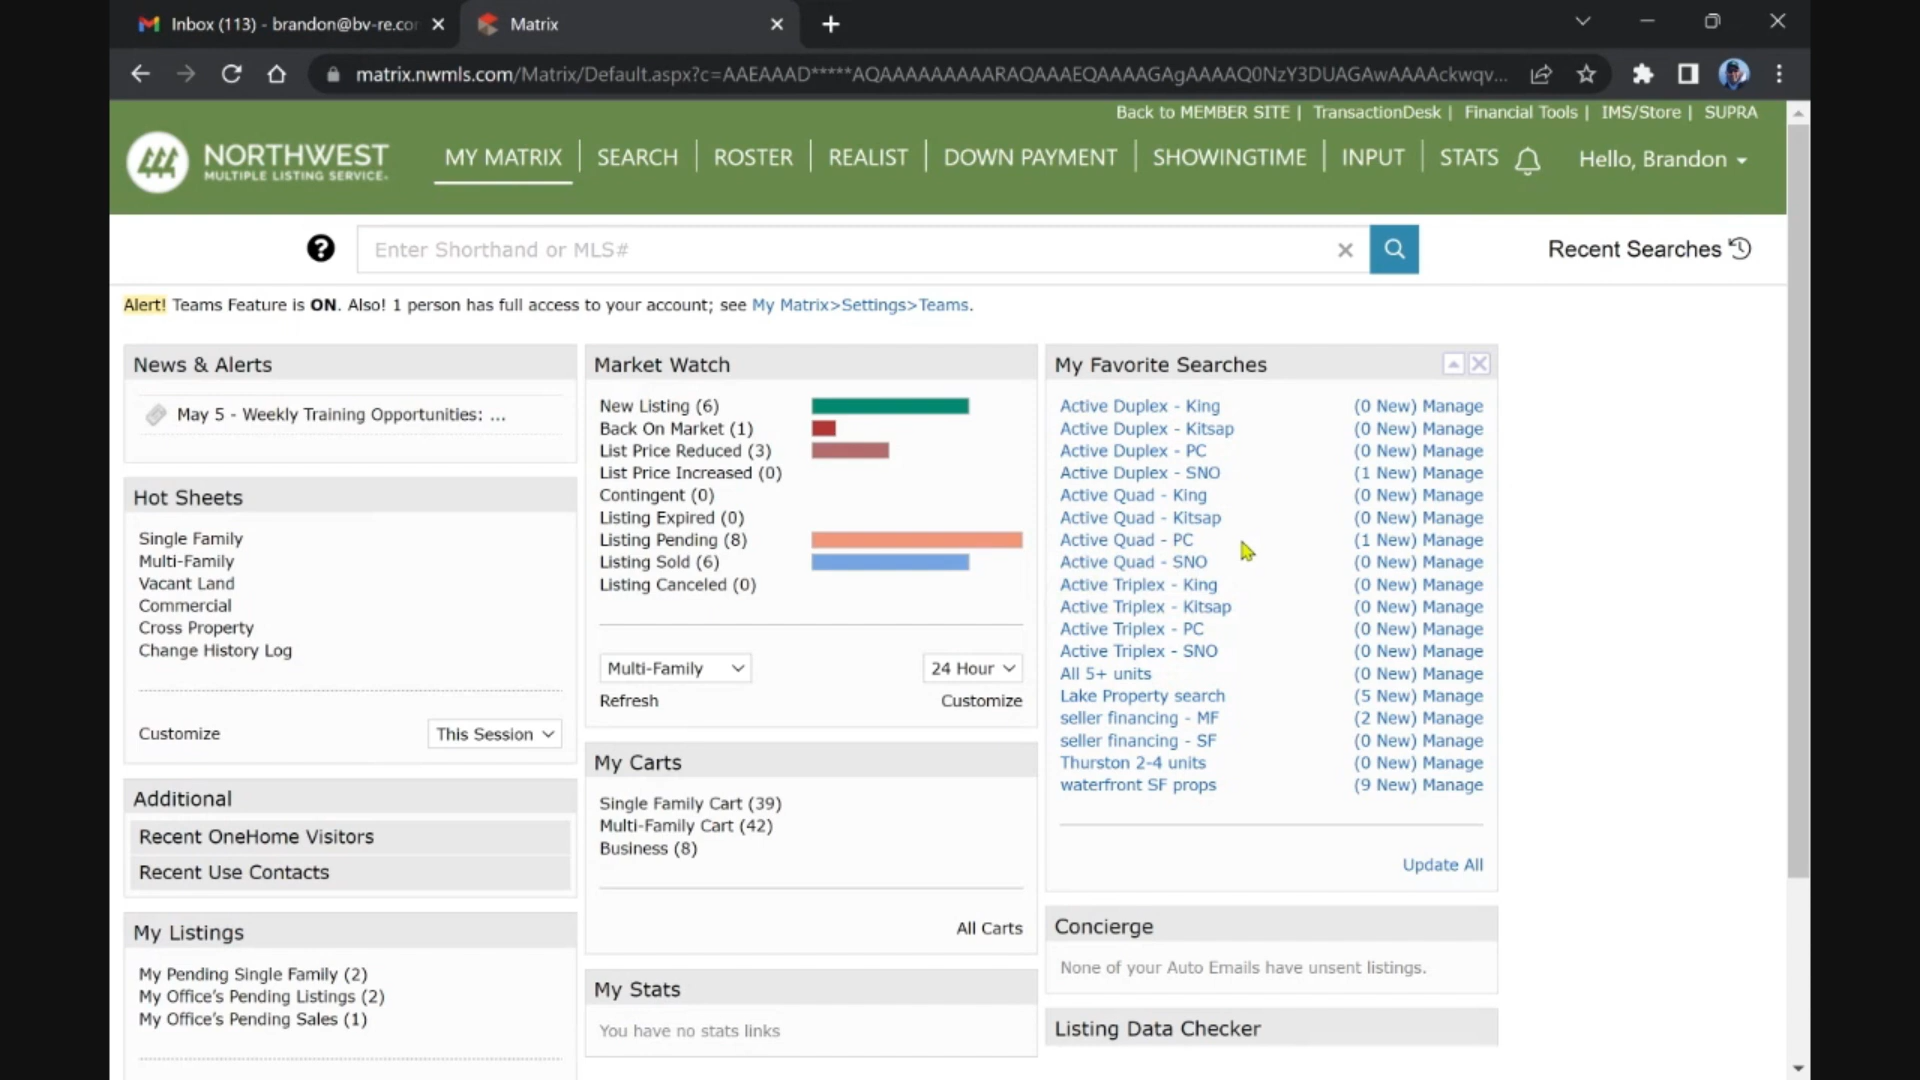 Inbox (113) - brandon@bv-re.co
Matrix
matrix.nwmls.com/Matrix/Default.aspx?c=AAEAAAD*****AQAAAAAAAAARAQAAAEQAAAAGAgAAAAQ0NzY3DUAGAwAAAAckwqv...
Back to MEMBER SITE | TransactionDesk | Financial Tools | IMS/Store | SUPRA
NORTHWEST
MULTIPLE LISTING SERVICE
MY MATRIX | SEARCH | ROSTER | REALIST | DOWN PAYMENT | SHOWINGTIME | INPUT | STATS
Hello, Brandon
Enter Shorthand or MLS#
Recent Searches
Alert! Teams Feature is ON. Also! 1 person has full access to your account; see My Matrix>Settings>Teams.
News & Alerts
May 5 - Weekly Training Opportunities: ...
Hot Sheets
Single Family
Multi-Family
Vacant Land
Commercial
Cross Property
Change History Log
Customize
This Session
Additional
Recent OneHome Visitors
Recent Use Contacts
My Listings
My Pending Single Family (2)
My Office's Pending Listings (2)
My Office's Pending Sales (1)
Market Watch
New Listing (6)
Back On Market (1)
List Price Reduced (3)
List Price Increased (0)
Contingent (0)
Listing Expired (0)
Listing Pending (8)
Listing Sold (6)
Listing Canceled (0)
Multi-Family
24 Hour
Refresh
Customize
My Carts
Single Family Cart (39)
Multi-Family Cart (42)
Business (8)
All Carts
My Stats
You have no stats links
My Favorite Searches
Active Duplex - King (0 New) Manage
Active Duplex - Kitsap (0 New) Manage
Active Duplex - PC (0 New) Manage
Active Duplex - SNO (1 New) Manage
Active Quad - King (0 New) Manage
Active Quad - Kitsap (0 New) Manage
Active Quad - PC (1 New) Manage
Active Quad - SNO (0 New) Manage
Active Triplex - King (0 New) Manage
Active Triplex - Kitsap (0 New) Manage
Active Triplex - PC (0 New) Manage
Active Triplex - SNO (0 New) Manage
All 5+ units (0 New) Manage
Lake Property search (5 New) Manage
seller financing - MF (2 New) Manage
seller financing - SF (0 New) Manage
Thurston 2-4 units (0 New) Manage
waterfront SF props (9 New) Manage
Update All
Concierge
None of your Auto Emails have unsent listings.
Listing Data Checker